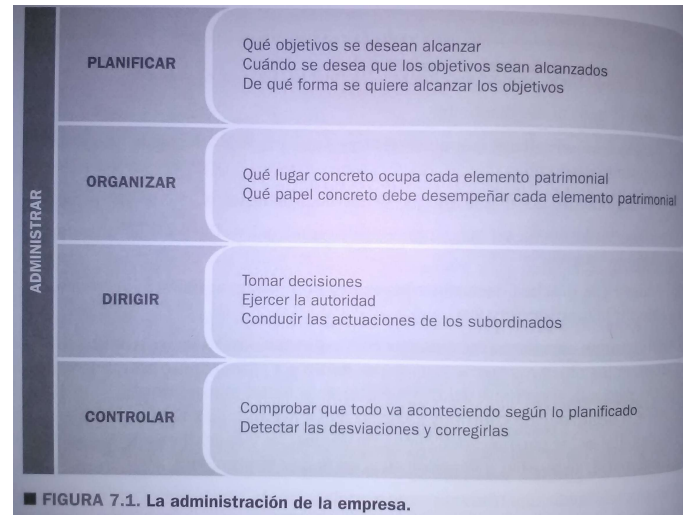 ADMINISTRAR
PLANIFICAR
Qué objetivos se desean alcanzar
Cuándo se desea que los objetivos sean alcanzados
De qué forma se quiere alcanzar los objetivos
ORGANIZAR
Qué lugar concreto ocupa cada elemento patrimonial
Qué papel concreto debe desempeñar cada elemento patrimonial
DIRIGIR
Tomar decisiones
Ejercer la autoridad
Conducir las actuaciones de los subordinados
CONTROLAR
Comprobar que todo va aconteciendo según lo planificado
Detectar las desviaciones y corregirlas
■ FIGURA 7.1. La administración de la empresa.